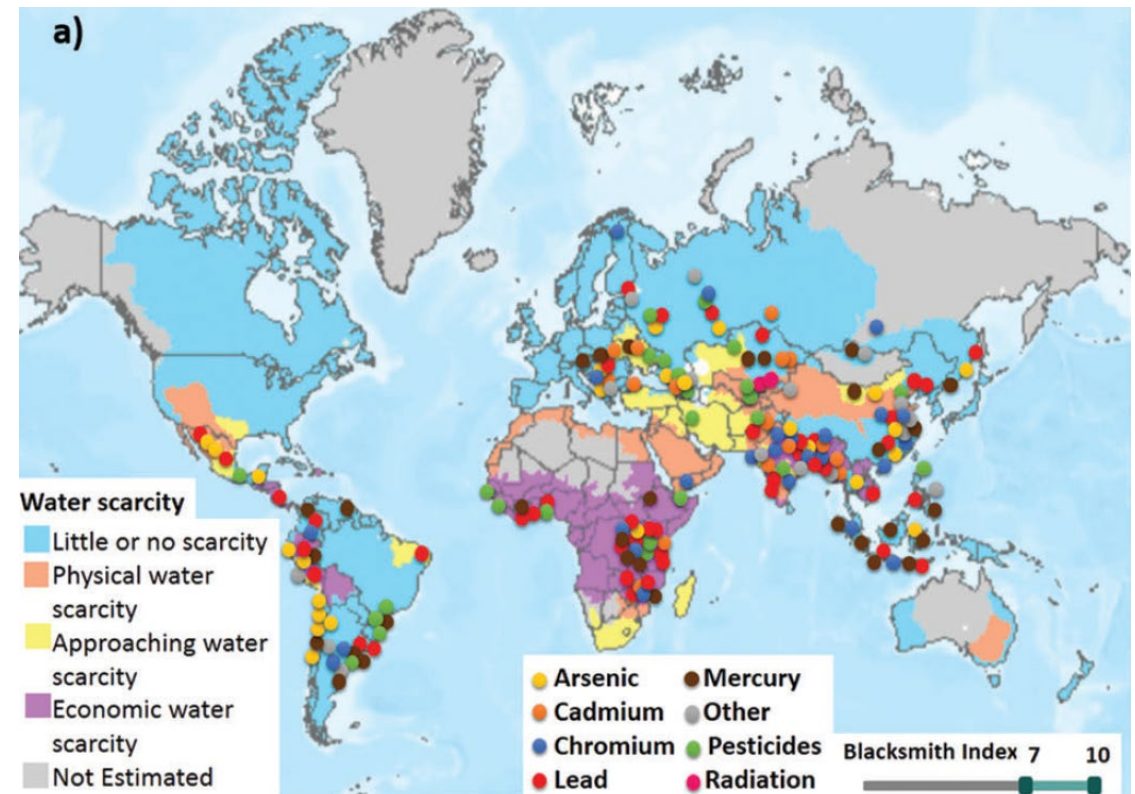 a)
Water scarcity
Little or no scarcity
Physical water
scarcity
Approaching water
scarcity
Economic water
scarcity
Not Estimated
Arsenic
Cadmium
Chromium
Lead
Mercury
Other
Pesticides
Radiation
Blacksmith Index 7 10